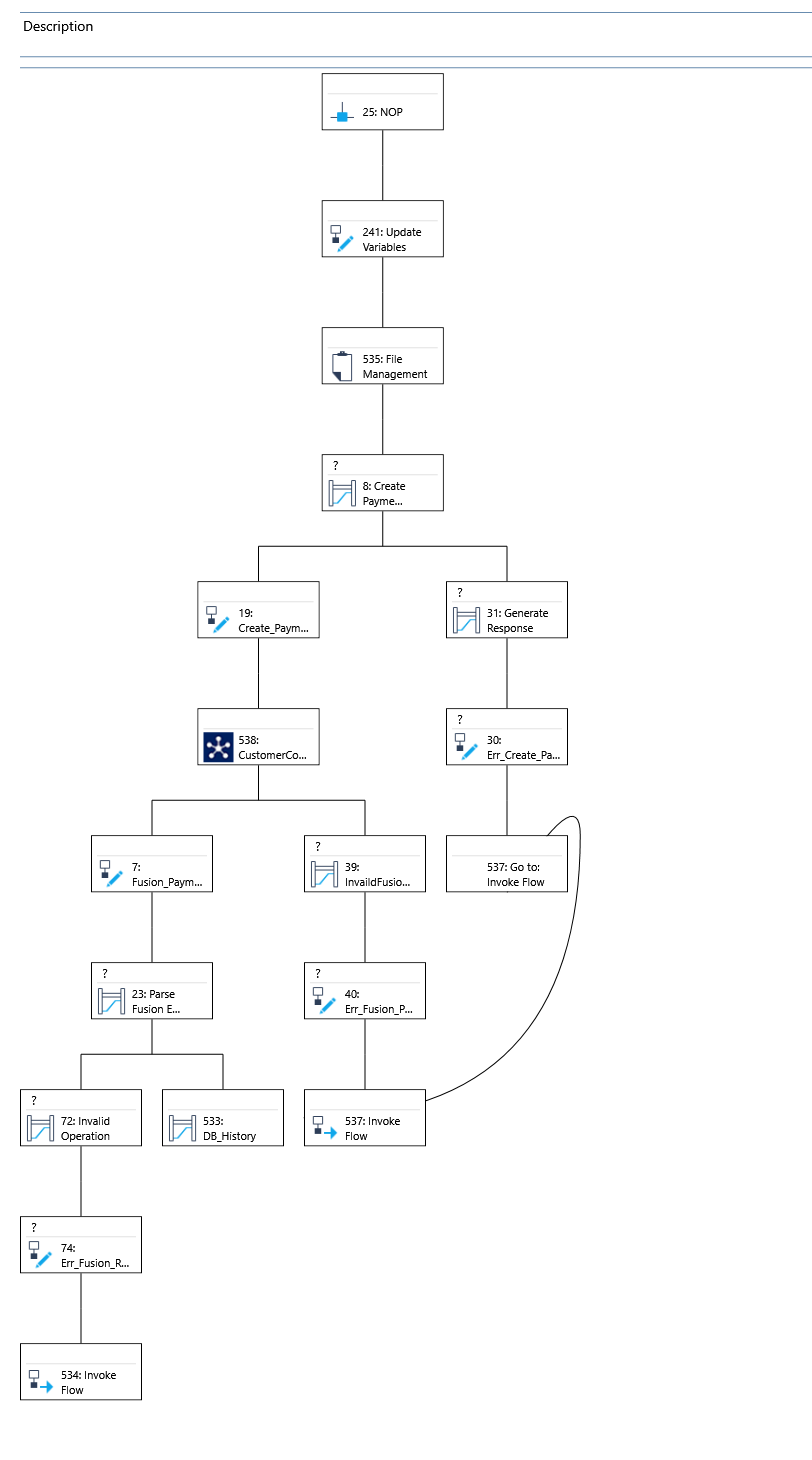 Description
25: NOP
241: Update
Variables
535: File
Management
?
8: Create
Payme...
19:
Create_Paym...
?
31: Generate
Response
538:
CustomerCo...
?
30:
Err_Create_Pa...
7:
Fusion_Paym...
?
39:
InvaildFusio...
537: Go to:
Invoke Flow
?
23: Parse
Fusion E...
?
40:
Err_Fusion_P...
?
72: Invalid
Operation
533:
DB_History
537: Invoke
Flow
?
74:
Err_Fusion_R...
534: Invoke
Flow